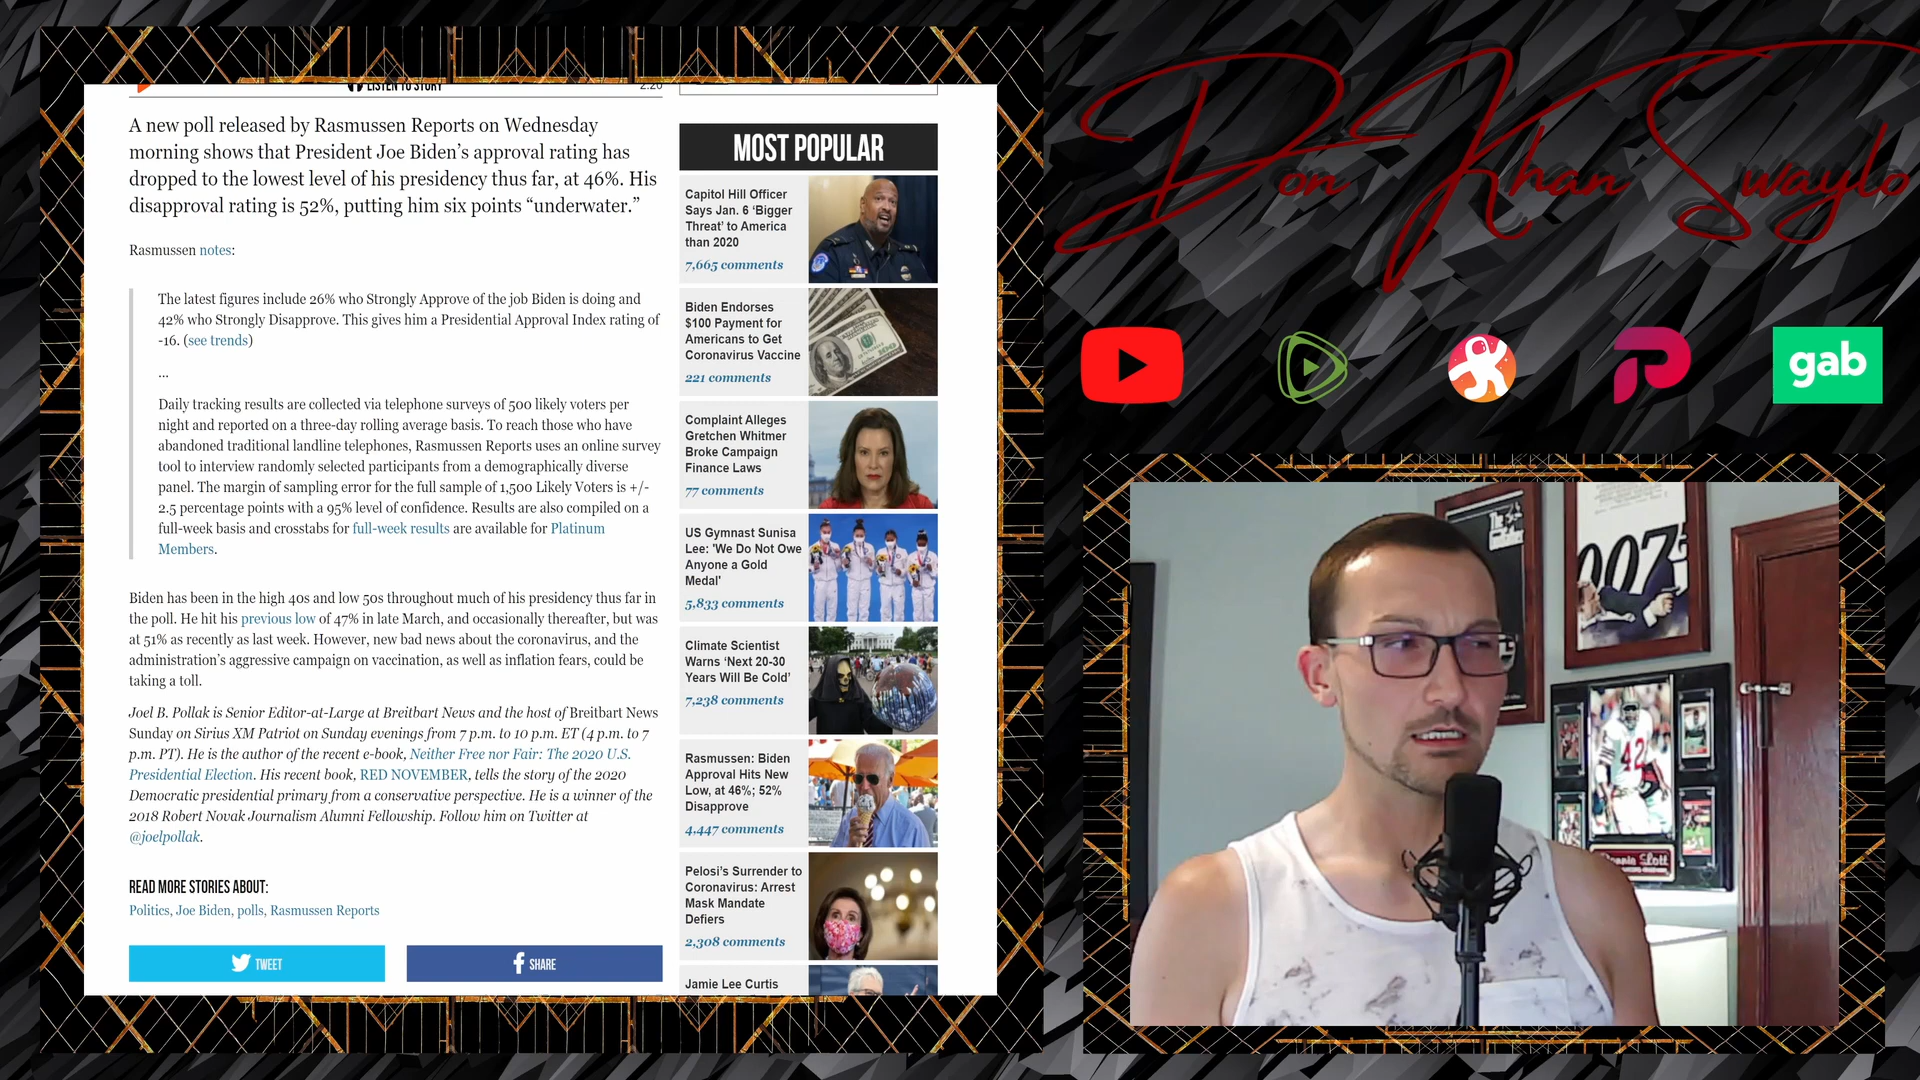 LISTEN TO STORY
2:20
A new poll released by Rasmussen Reports on Wednesday
morning shows that President Joe Biden’s approval rating has
dropped to the lowest level of his presidency thus far, at 46%. His
disapproval rating is 52%, putting him six points “underwater.”
Rasmussen notes:
The latest figures include 26% who Strongly Approve of the job Biden is doing and
42% who Strongly Disapprove. This gives him a Presidential Approval Index rating of
-16. (see trends)
...
Daily tracking results are collected via telephone surveys of 500 likely voters per
night and reported on a three-day rolling average basis. To reach those who have
abandoned traditional landline telephones, Rasmussen Reports uses an online survey
tool to interview randomly selected participants from a demographically diverse
panel. The margin of sampling error for the full sample of 1,500 Likely Voters is +/-
2.5 percentage points with a 95% level of confidence. Results are also compiled on a
full-week basis and crosstabs for full-week results are available for Platinum
Members.
Biden has been in the high 40s and low 50s throughout much of his presidency thus far in
the poll. He hit his previous low of 47% in late March, and occasionally thereafter, but was
at 51% as recently as last week. However, new bad news about the coronavirus, and the
administration’s aggressive campaign on vaccination, as well as inflation fears, could be
taking a toll.
Joel B. Pollak is Senior Editor-at-Large at Breitbart News and the host of Breitbart News
Sunday on Sirius XM Patriot on Sunday evenings from 7 p.m. to 10 p.m. ET (4 p.m. to 7
p.m. PT). He is the author of the recent e-book, Neither Free nor Fair: The 2020 U.S.
Presidential Election. His recent book, RED NOVEMBER, tells the story of the 2020
Democratic presidential primary from a conservative perspective. He is a winner of the
2018 Robert Novak Journalism Alumni Fellowship. Follow him on Twitter at
@joelpollak.
READ MORE STORIES ABOUT:
Politics, Joe Biden, polls, Rasmussen Reports
TWEET
SHARE
MOST POPULAR
Capitol Hill Officer
Says Jan. 6 ‘Bigger
Threat’ to America
than 2020
7,665 comments
Biden Endorses
$100 Payment for
Americans to Get
Coronavirus Vaccine
221 comments
Complaint Alleges
Gretchen Whitmer
Broke Campaign
Finance Laws
77 comments
US Gymnast Sunisa
Lee: 'We Do Not Owe
Anyone a Gold
Medal'
5,833 comments
Climate Scientist
Warns ‘Next 20-30
Years Will Be Cold’
7,238 comments
Rasmussen: Biden
Approval Hits New
Low, at 46%; 52%
Disapprove
4,447 comments
Pelosi’s Surrender to
Coronavirus: Arrest
Mask Mandate
Defiers
2,308 comments
Jamie Lee Curtis
Don Khan Swaylo
gab
007
42
Ronnie Slott